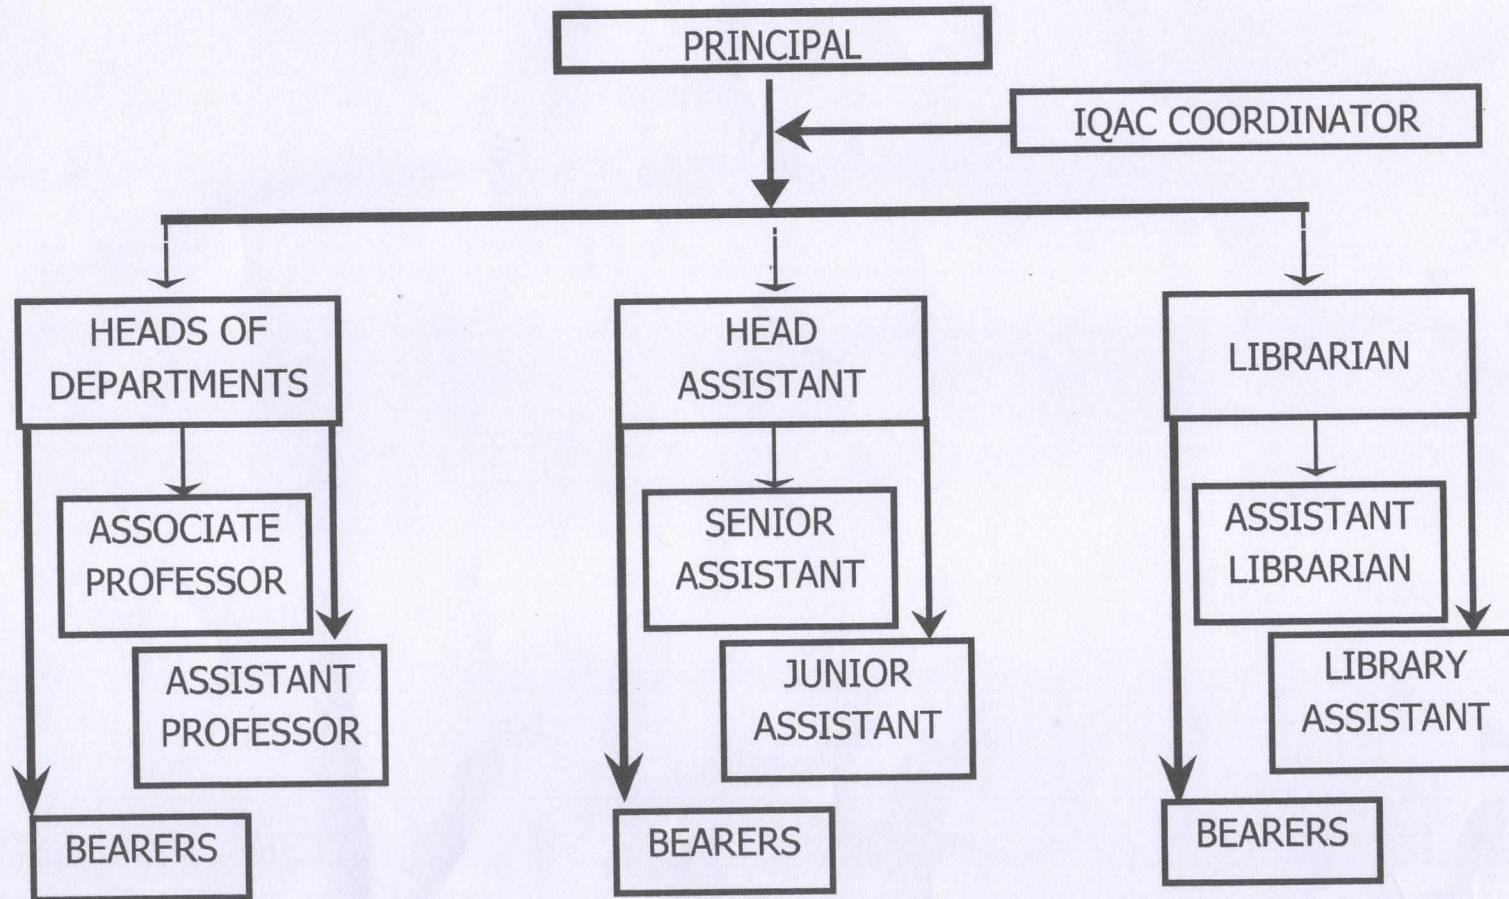 PRINCIPAL
IQAC COORDINATOR
HEADS OF
DEPARTMENTS
HEAD
ASSISTANT
LIBRARIAN
ASSOCIATE
PROFESSOR
SENIOR
ASSISTANT
ASSISTANT
LIBRARIAN
ASSISTANT
PROFESSOR
JUNIOR
ASSISTANT
LIBRARY
ASSISTANT
BEARERS
BEARERS
BEARERS